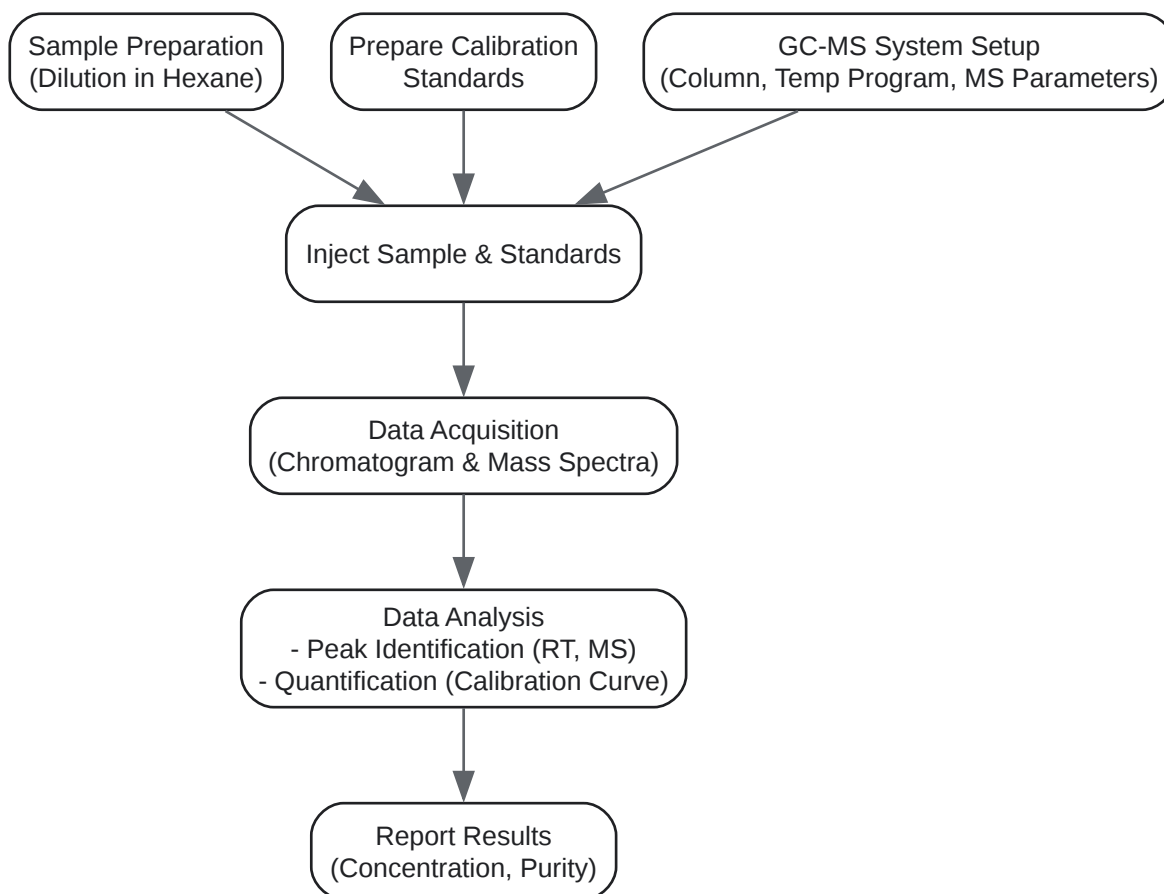 Sample Preparation
(Dilution in Hexane)
Prepare Calibration
Standards
GC-MS System Setup
(Column, Temp Program, MS Parameters)
Inject Sample & Standards
Data Acquisition
(Chromatogram & Mass Spectra)
Data Analysis
- Peak Identification (RT, MS)
- Quantification (Calibration Curve)
Report Results
(Concentration, Purity)